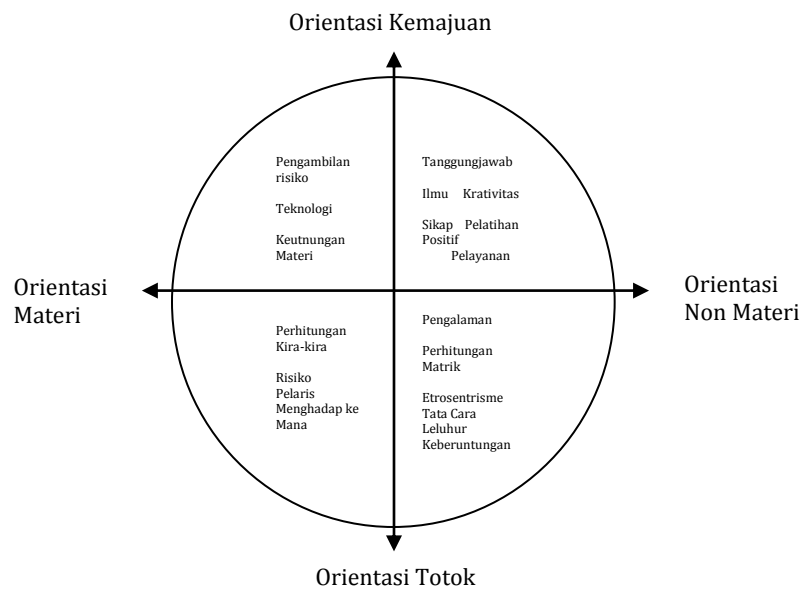 Orientasi Kemajuan
Pengambilan
risiko
Teknologi
Keutnungan
Materi
Tanggungjawab
Ilmu Krativitas
Sikap Pelatihan
Positif
Pelayanan
Orientasi
Materi
Orientasi
Non Materi
Perhitungan
Kira-kira
Risiko
Pelaris
Menghadap ke
Mana
Pengalaman
Perhitungan
Matrik
Etrosentrisme
Tata Cara
Leluhur
Keberuntungan
Orientasi Totok